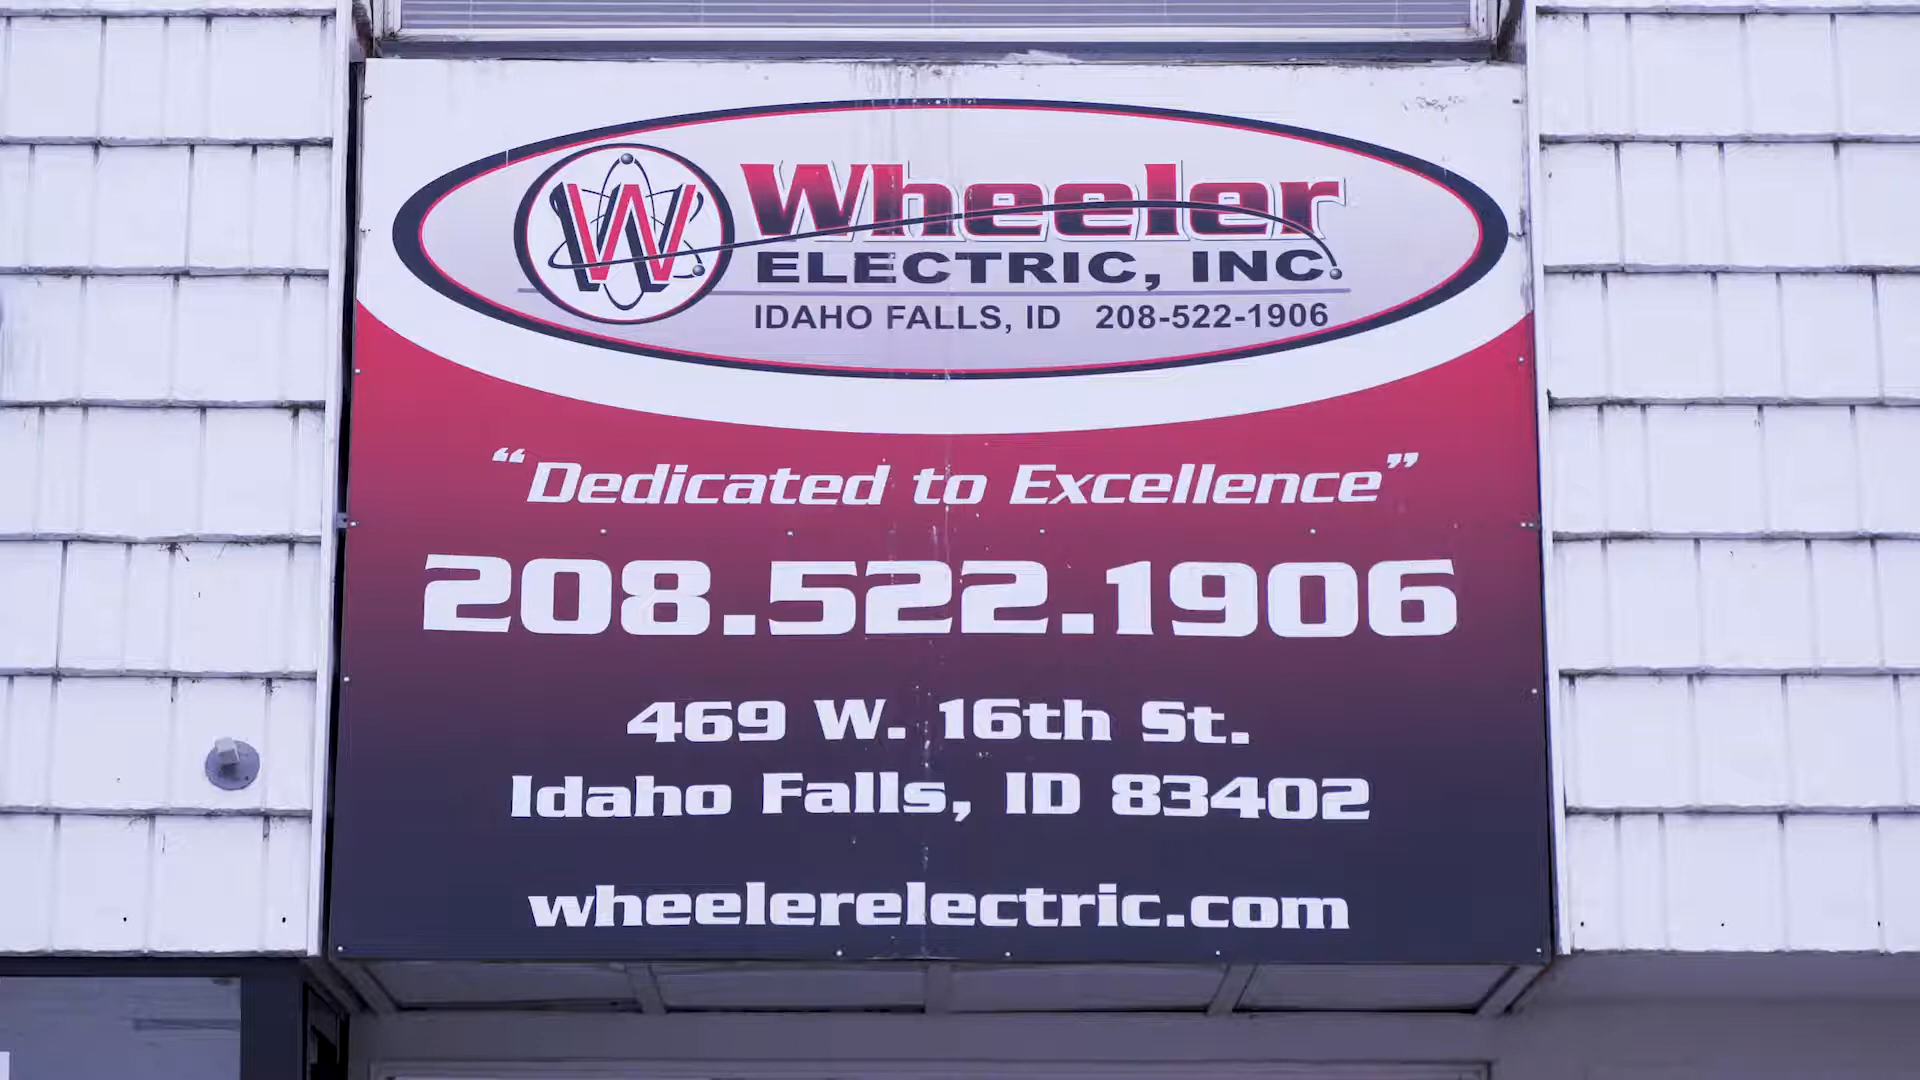 W Wheeler
ELECTRIC, INC.
IDAHO FALLS, ID 208-522-1906
"Dedicated to Excellence"
208.522.1906
469 W. 16th St.
Idaho Falls, ID 83402
wheelerelectric.com